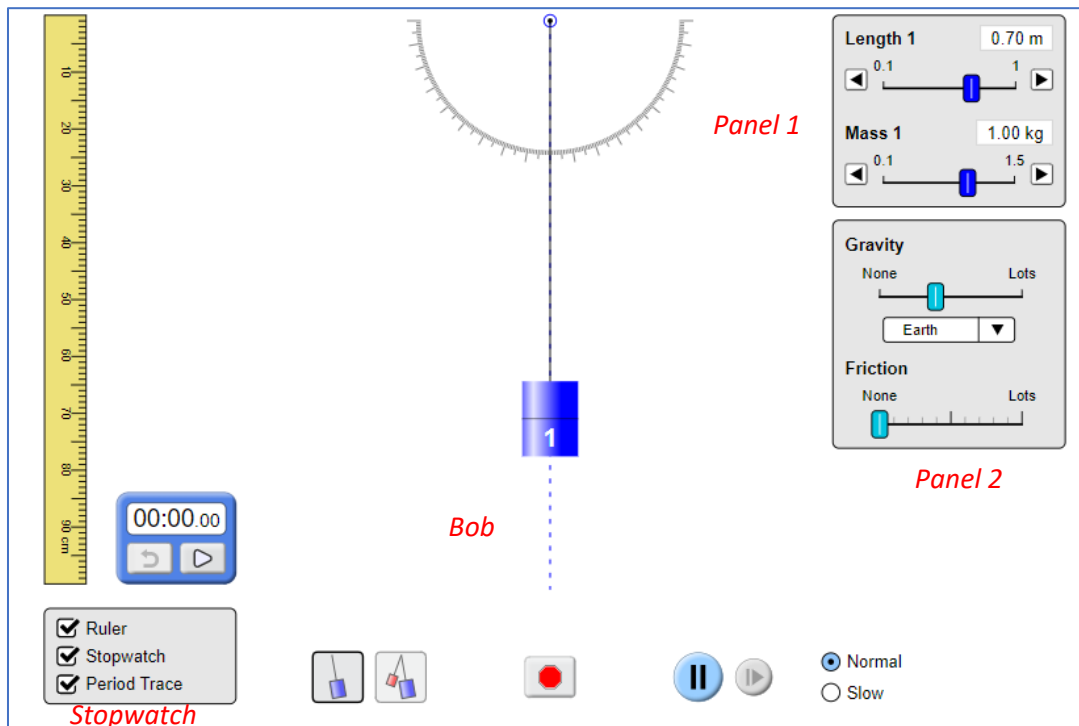 10
20
30
40
50
60
70
80
90 cm
00:00.00
Ruler
Stopwatch
Period Trace
Stopwatch
1
Bob
Panel 1
Length 1 0.70 m
0.1 1
Mass 1 1.00 kg
0.1 1.5
Gravity
None Lots
Earth
Friction
None Lots
Panel 2
Normal
Slow